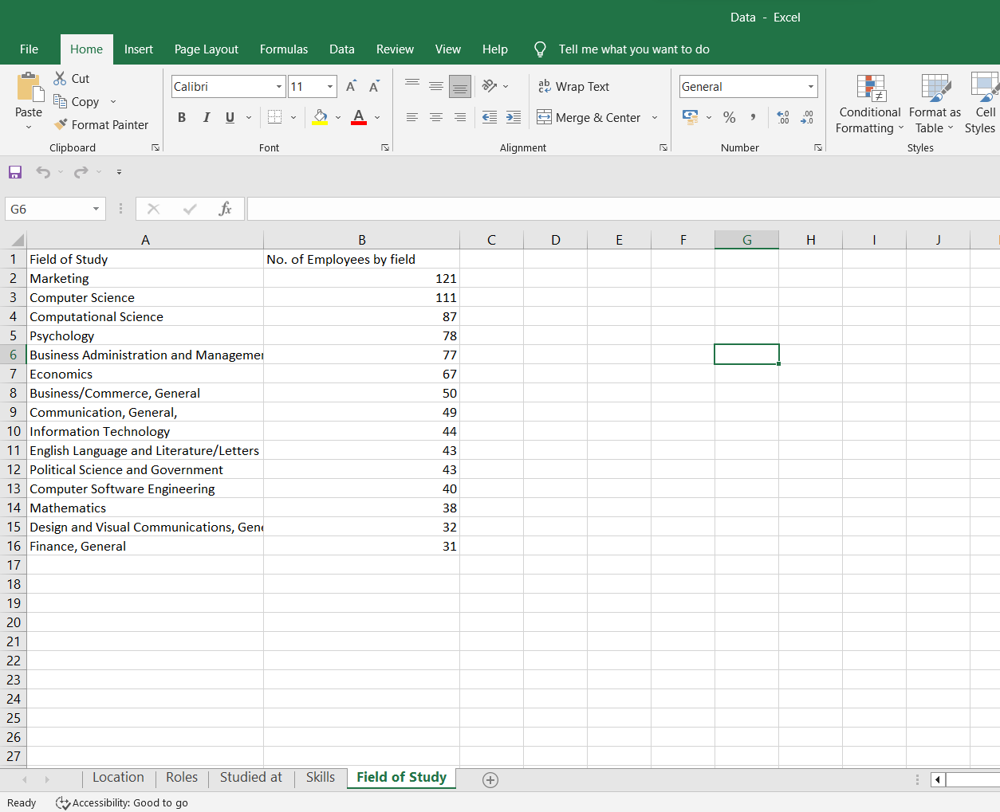 Data - Excel
File Home Insert Page Layout Formulas Data Review View Help Tell me what you want to do
Paste
Cut
Copy
Format Painter
Clipboard
Calibri 11
B I U
Font
ab Wrap Text
Merge & Center
Alignment
General
% ,
Number
Conditional Formatting
Format as Table
Cell Styles
Styles
G6 fx
A B C D E F G H I J
1 Field of Study No. of Employees by field
2 Marketing 121
3 Computer Science 111
4 Computational Science 87
5 Psychology 78
6 Business Administration and Managemen 77
7 Economics 67
8 Business/Commerce, General 50
9 Communication, General, 49
10 Information Technology 44
11 English Language and Literature/Letters 43
12 Political Science and Government 43
13 Computer Software Engineering 40
14 Mathematics 38
15 Design and Visual Communications, Gene 32
16 Finance, General 31
17
18
19
20
21
22
23
24
25
26
27
Location Roles Studied at Skills Field of Study
Ready Accessibility: Good to go